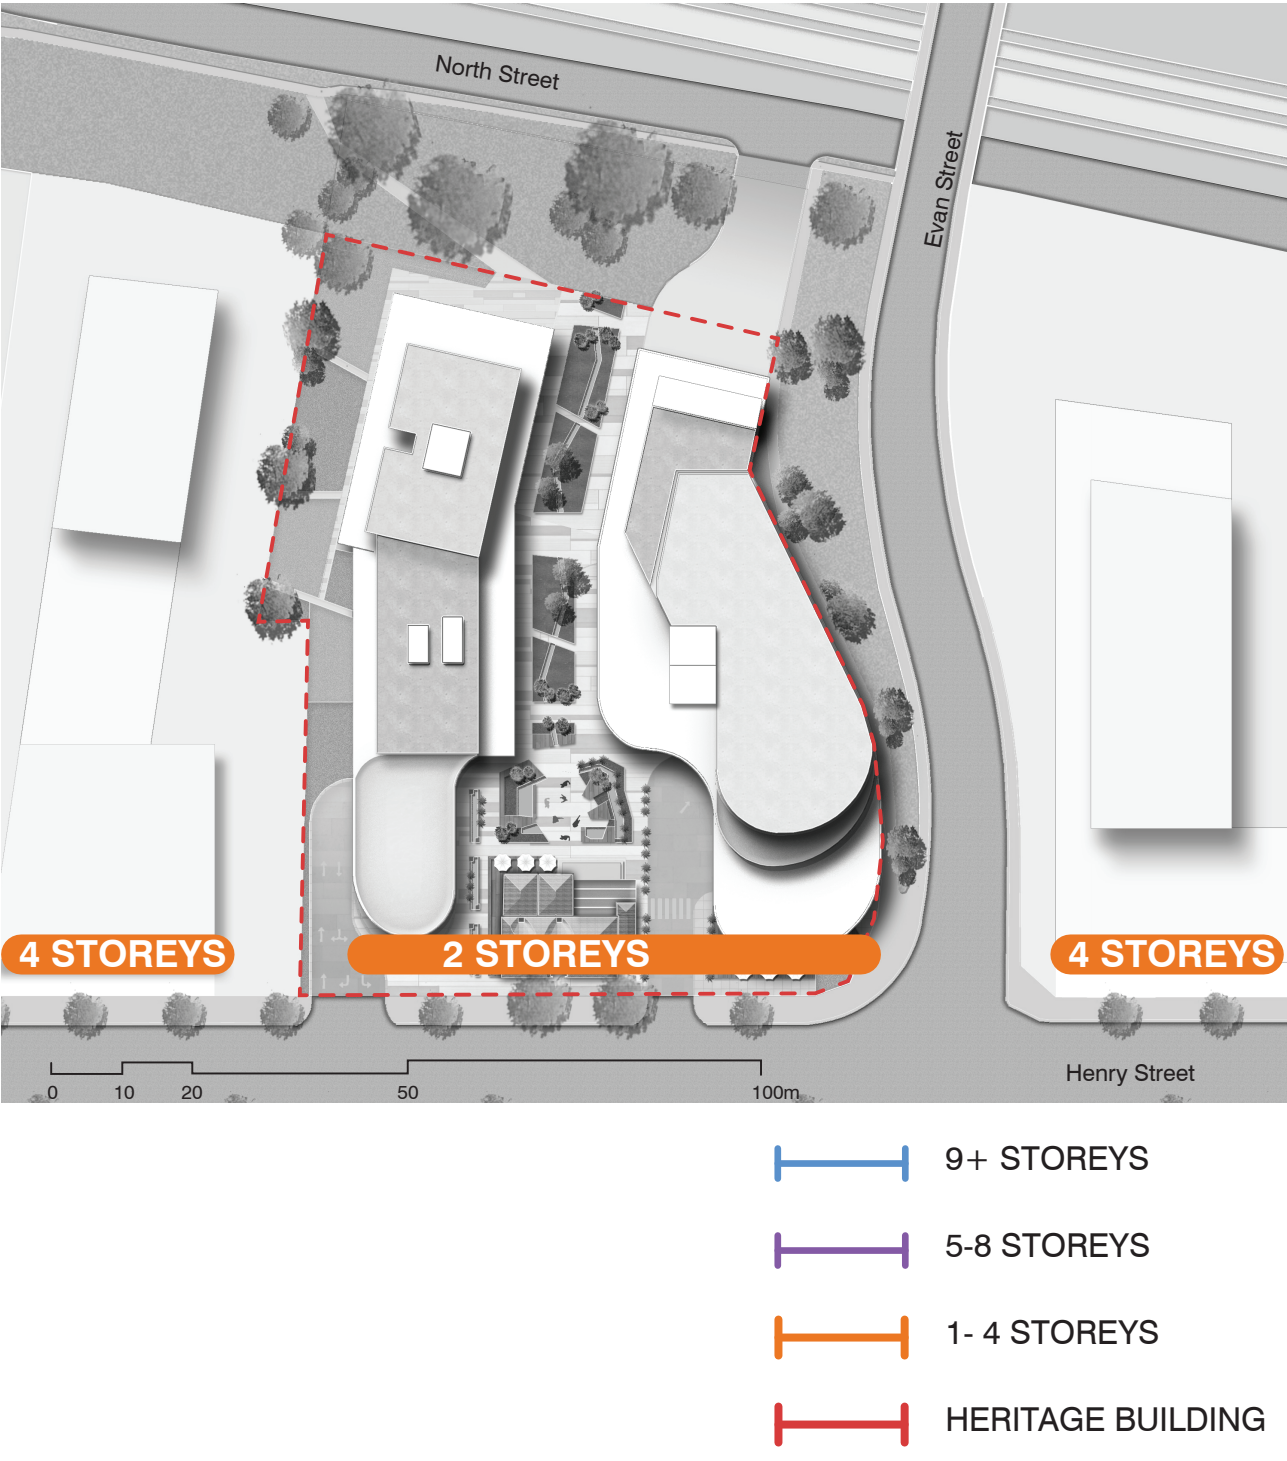 North Street
Evan Street
4 STOREYS
2 STOREYS
4 STOREYS
Henry Street
0 10 20 50 100m
9+ STOREYS
5-8 STOREYS
1- 4 STOREYS
HERITAGE BUILDING